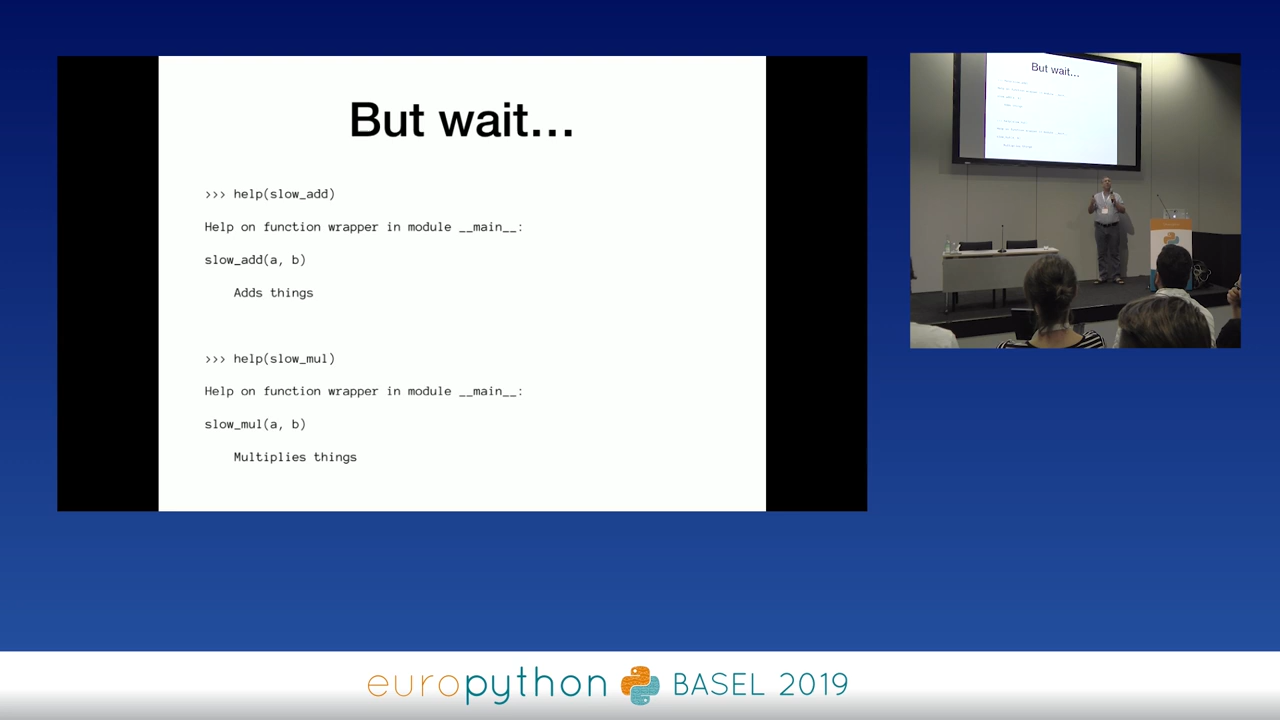 But wait...
>>> help(slow_add)
Help on function wrapper in module __main__:
slow_add(a, b)
Adds things
>>> help(slow_mul)
Help on function wrapper in module __main__:
slow_mul(a, b)
Multiplies things
But wait...
europython BASEL 2019